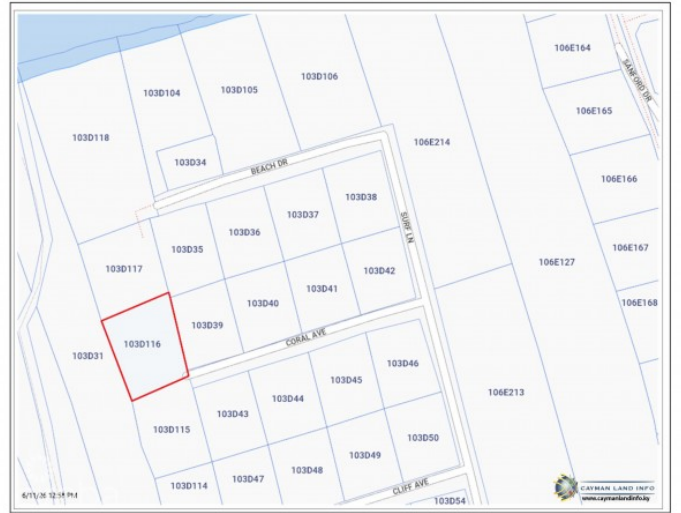 106E164
SANFORD DR
103D104
103D105
103D106
106E165
103D118
106E214
103D34
BEACH DR
106E166
103D38
103D37
103D36
103D35
SURF LN
106E167
106E127
103D117
103D42
103D41
103D40
106E168
103D39
CORAL AVE
103D116
103D31
103D46
103D45
106E213
103D44
103D43
103D115
103D50
103D49
103D48
103D47
103D114
CLIFF AVE
103D54
CAYMAN LAND INFO
www.caymanlandinfo.ky